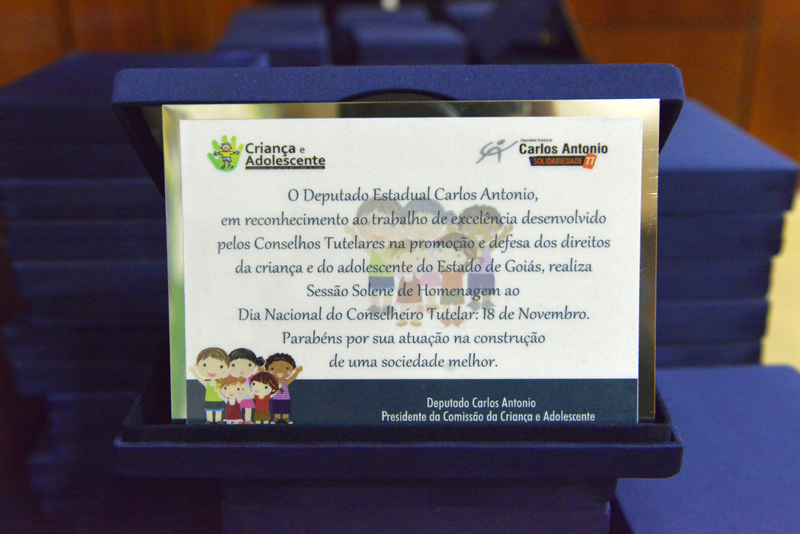 Criança e
Adolescente
Carlos Antonio
SOLIDARIEDADE 77
O Deputado Estadual Carlos Antonio,
em reconhecimento ao trabalho de excelência desenvolvido
pelos Conselhos Tutelares na promoção e defesa dos direitos
da criança e do adolescente do Estado de Goiás, realiza
Sessão Solene de Homenagem ao
Dia Nacional do Conselheiro Tutelar: 18 de Novembro.
Parabéns por sua atuação na construção
de uma sociedade melhor.
Deputado Carlos Antonio
Presidente da Comissão da Criança e Adolescente